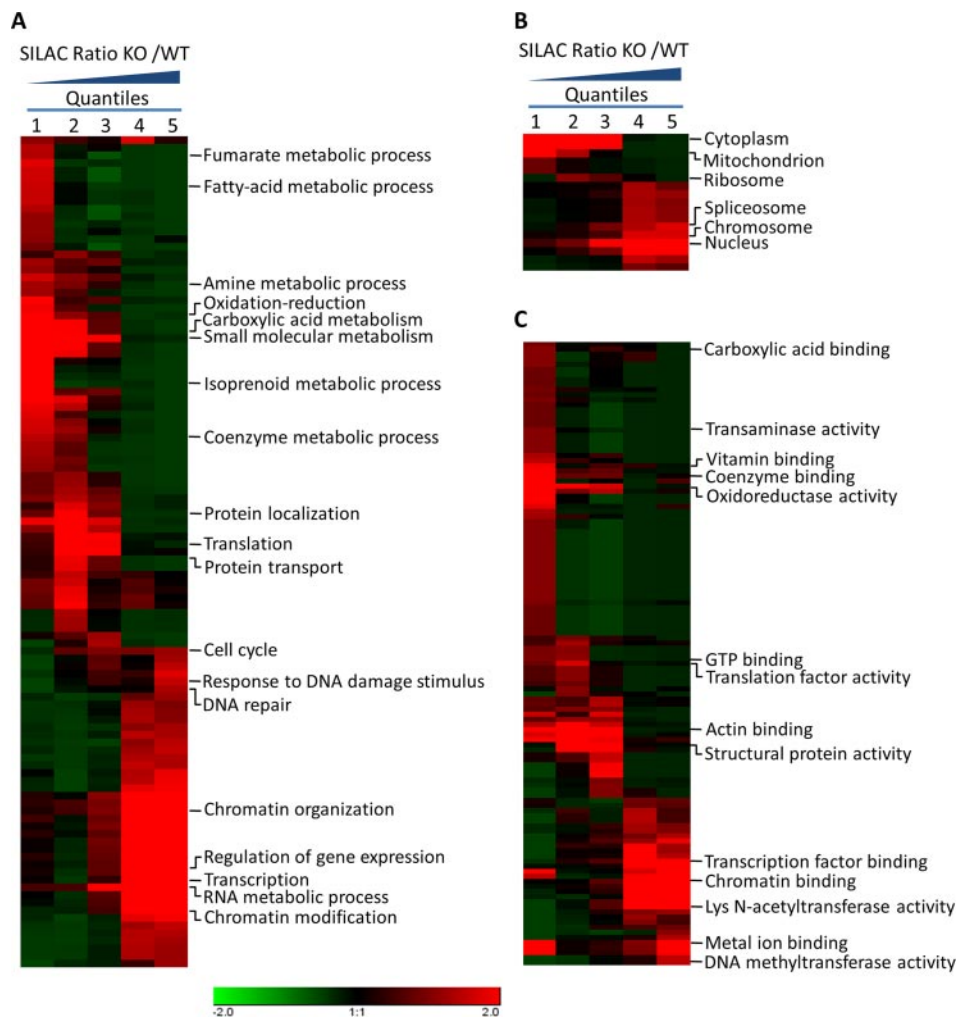 A
SILAC Ratio KO /WT
Quantiles
1 2 3 4 5
Fumarate metabolic process
Fatty-acid metabolic process
Amine metabolic process
Oxidation-reduction
Carboxylic acid metabolism
Small molecular metabolism
Isoprenoid metabolic process
Coenzyme metabolic process
Protein localization
Translation
Protein transport
Cell cycle
Response to DNA damage stimulus
DNA repair
Chromatin organization
Regulation of gene expression
Transcription
RNA metabolic process
Chromatin modification
B
SILAC Ratio KO /WT
Quantiles
1 2 3 4 5
Cytoplasm
Mitochondrion
Ribosome
Spliceosome
Chromosome
Nucleus
C
Carboxylic acid binding
Transaminase activity
Vitamin binding
Coenzyme binding
Oxidoreductase activity
GTP binding
Translation factor activity
Actin binding
Structural protein activity
Transcription factor binding
Chromatin binding
Lys N-acetyltransferase activity
Metal ion binding
DNA methyltransferase activity
-2.0 1:1 2.0